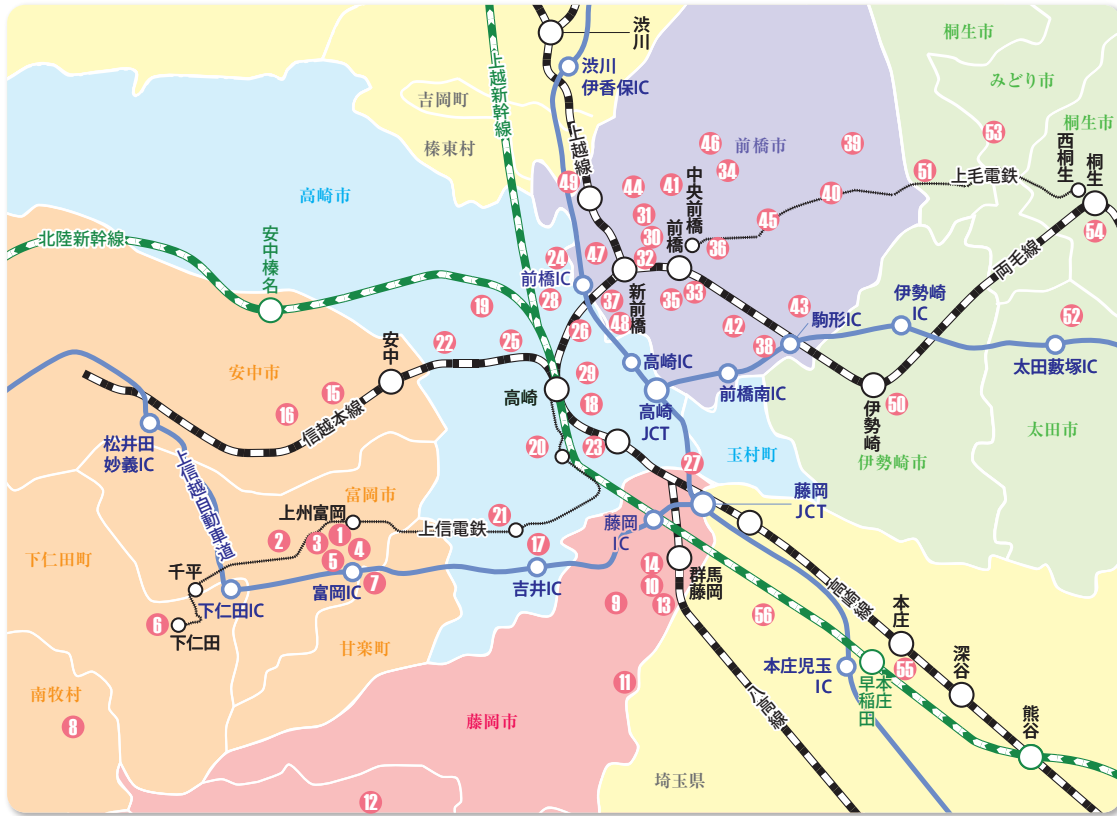 渋川
渋川
伊香保IC
上越新幹線
吉岡町
榛東村
上越線
桐生市
みどり市
桐生市
西桐生
桐生
53
46
前橋市
39
34
51
上毛電鉄
高崎市
49
44
41
中央前橋
40
31
45
54
北陸新幹線
安中榛名
30
前橋
36
両毛線
24
47
32
前橋IC
新前橋
伊勢崎
IC
19
28
37
35
33
43
駒形IC
52
48
42
26
38
太田藪塚IC
22
25
安中
高崎IC
前橋南IC
安中市
29
高崎
高崎
JCT
50
伊勢崎
15
16
18
信越本線
太田市
松井田
妙義IC
20
23
玉村町
伊勢崎市
27
上信越自動車道
富岡市
藤岡
JCT
上州富岡
21
上信電鉄
藤岡
IC
2
3
1
4
5
17
下仁田町
14
群馬藤岡
千平
富岡IC
7
吉井IC
10
下仁田IC
9
13
高崎線
本庄
6
下仁田
56
甘楽町
深谷
本庄児玉
IC
55
11
本庄早稲田
南牧村
8
八高線
熊谷
藤岡市
埼玉県
12